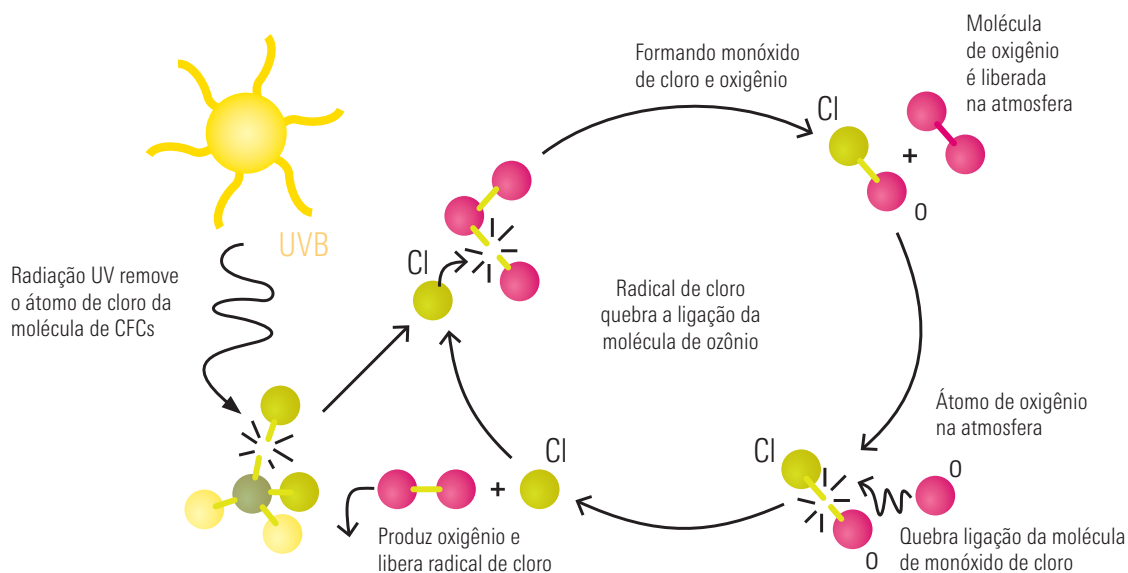 UVB
Radiação UV remove
o átomo de cloro da
molécula de CFCs
Cl
Formando monóxido
de cloro e oxigênio
Molécula
de oxigênio
é liberada
na atmosfera
Cl
+
O
Radical de cloro
quebra a ligação da
molécula de ozônio
Átomo de oxigênio
na atmosfera
Cl
O
O
Quebra ligação da molécula
de monóxido de cloro
Cl
+
Produz oxigênio e
libera radical de cloro